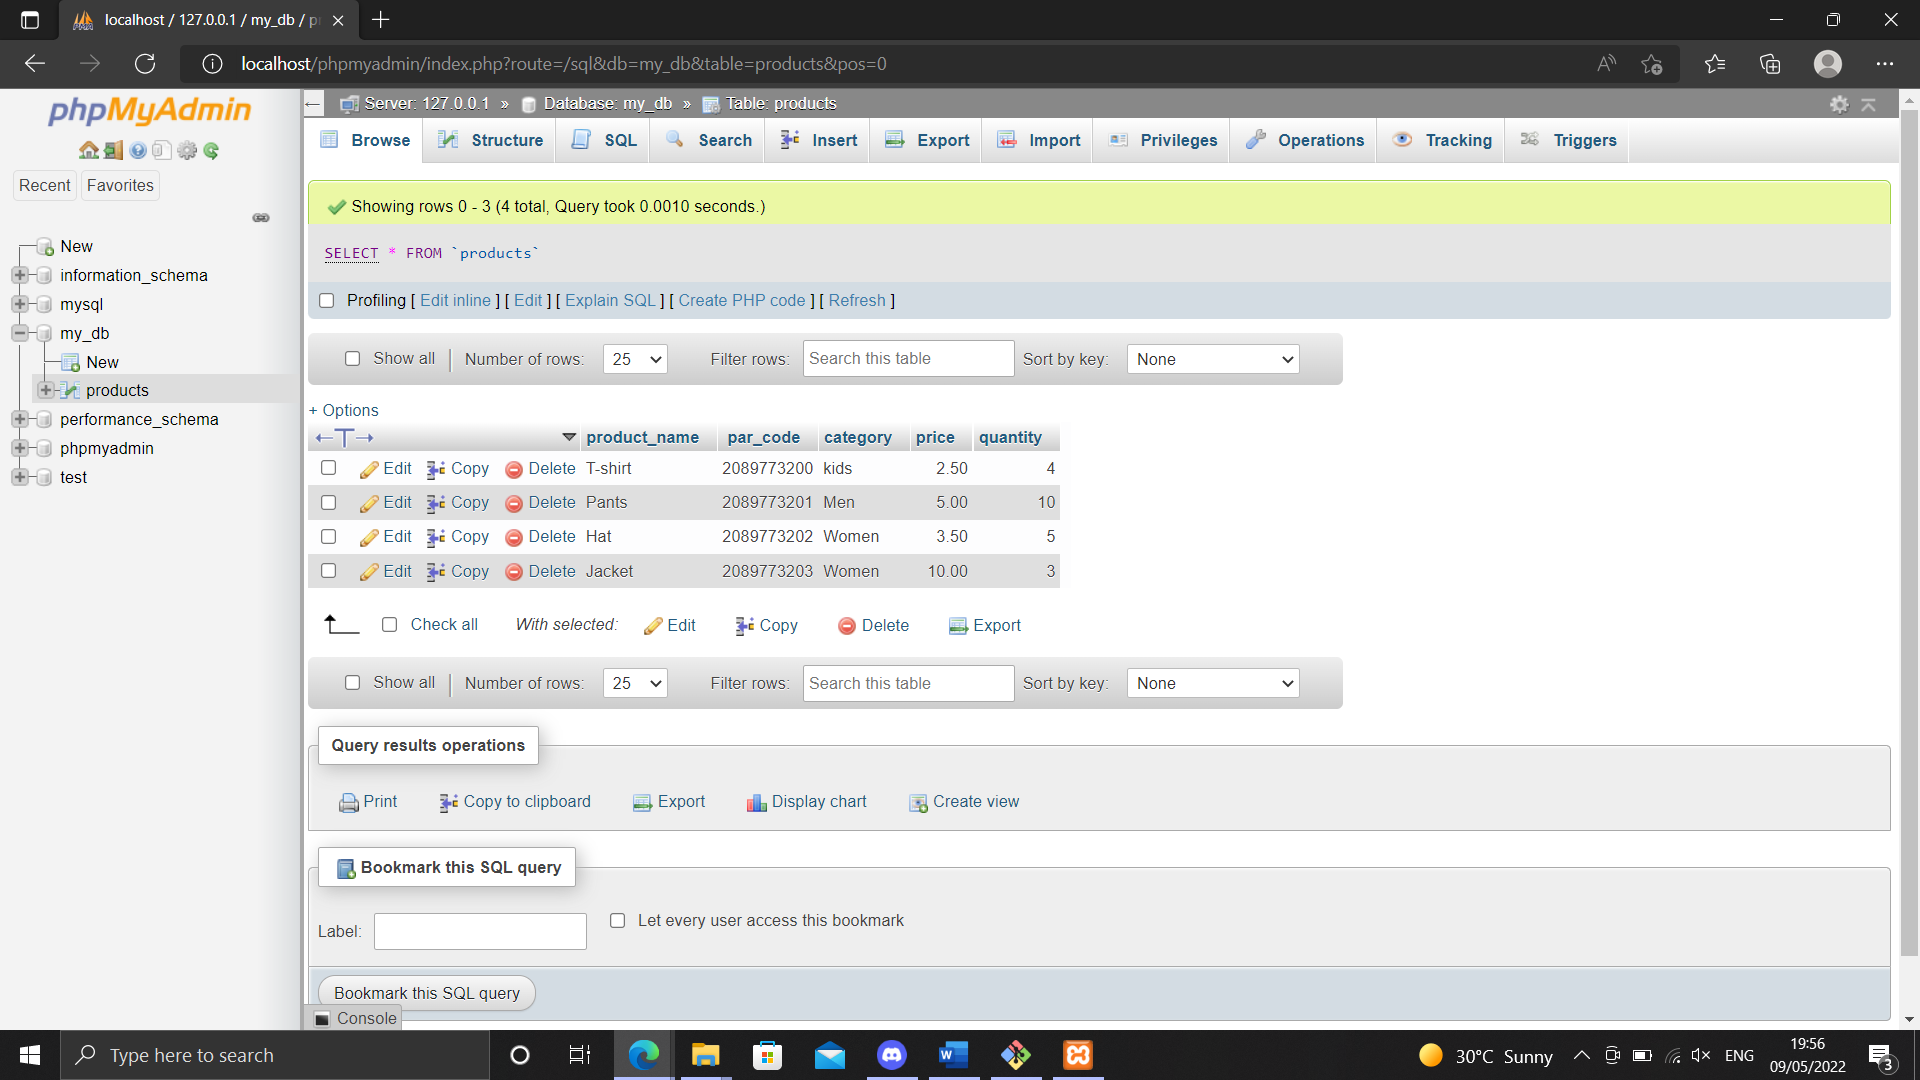 localhost / 127.0.0.1 / my_db / pr
localhost/phpmyadmin/index.php?route=/sql&db=my_db&table=products&pos=0
phpMyAdmin
Recent Favorites
New
information_schema
mysql
my_db
New
products
performance_schema
phpmyadmin
test
Server: 127.0.0.1 » Database: my_db » Table: products
Browse Structure SQL Search Insert Export Import Privileges Operations Tracking Triggers
Showing rows 0 - 3 (4 total, Query took 0.0010 seconds.)
SELECT * FROM `products`
Profiling [ Edit inline ] [ Edit ] [ Explain SQL ] [ Create PHP code ] [ Refresh ]
Show all Number of rows: 25 Filter rows: Search this table Sort by key: None
+ Options
←T→ product_name par_code category price quantity
Edit Copy Delete T-shirt 2089773200 kids 2.50 4
Edit Copy Delete Pants 2089773201 Men 5.00 10
Edit Copy Delete Hat 2089773202 Women 3.50 5
Edit Copy Delete Jacket 2089773203 Women 10.00 3
Check all With selected: Edit Copy Delete Export
Show all Number of rows: 25 Filter rows: Search this table Sort by key: None
Query results operations
Print Copy to clipboard Export Display chart Create view
Bookmark this SQL query
Label: Let every user access this bookmark
Bookmark this SQL query
Console
Type here to search
30°C Sunny
ENG
19:56
09/05/2022
3